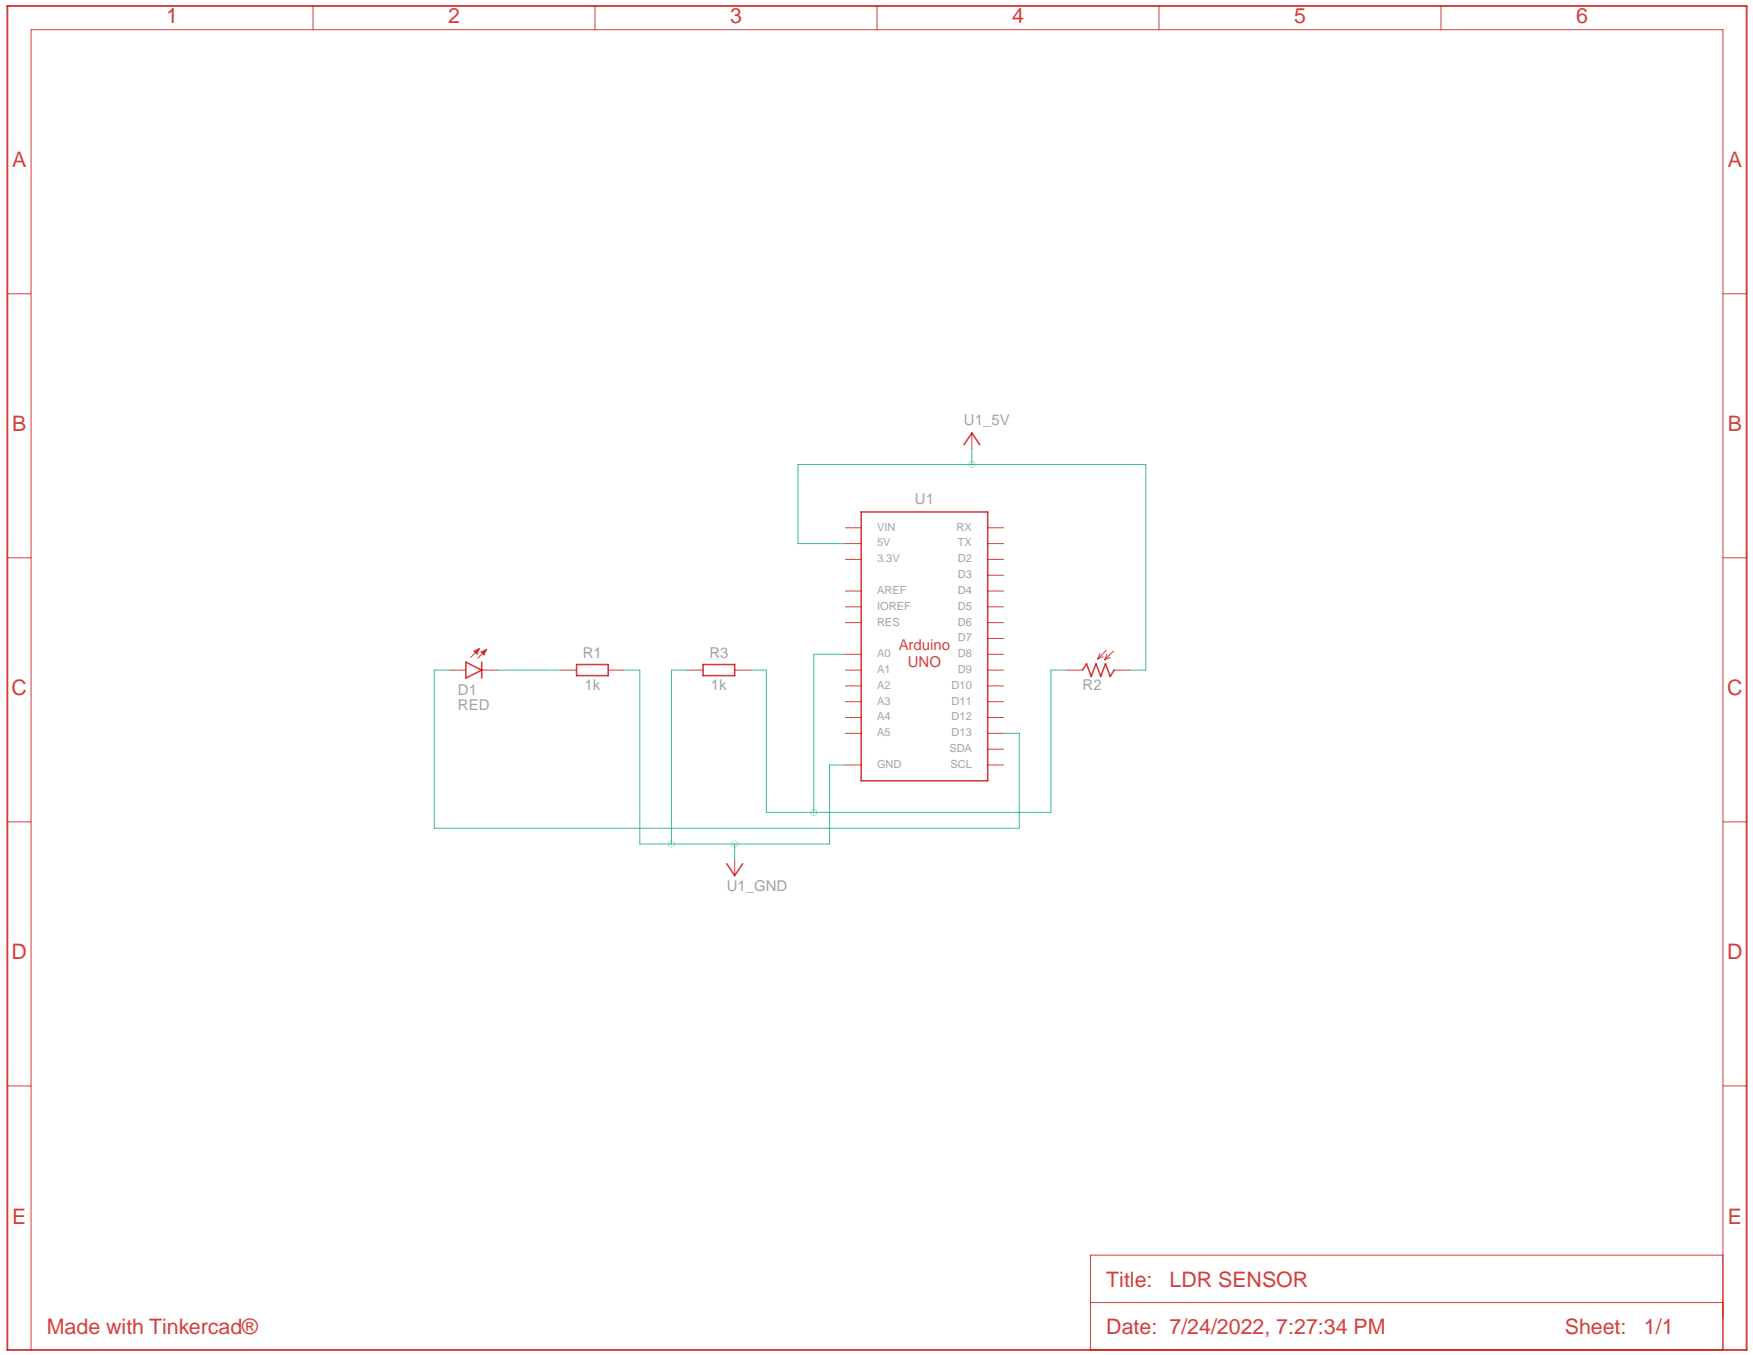 1 2 3 4 5 6
A A
B B
U1_5V
U1
VIN RX
5V TX
3.3V D2
D3
AREF D4
IOREF D5
RES D6
D7
A0 Arduino D8
UNO
A1 D9
A2 D10
A3 D11
A4 D12
A5 D13
SDA
GND SCL
R1
1k
R3
1k
D1
RED
R2
C C
U1_GND
D D
E E
Title: LDR SENSOR
Made with Tinkercad®
Date: 7/24/2022, 7:27:34 PM Sheet: 1/1